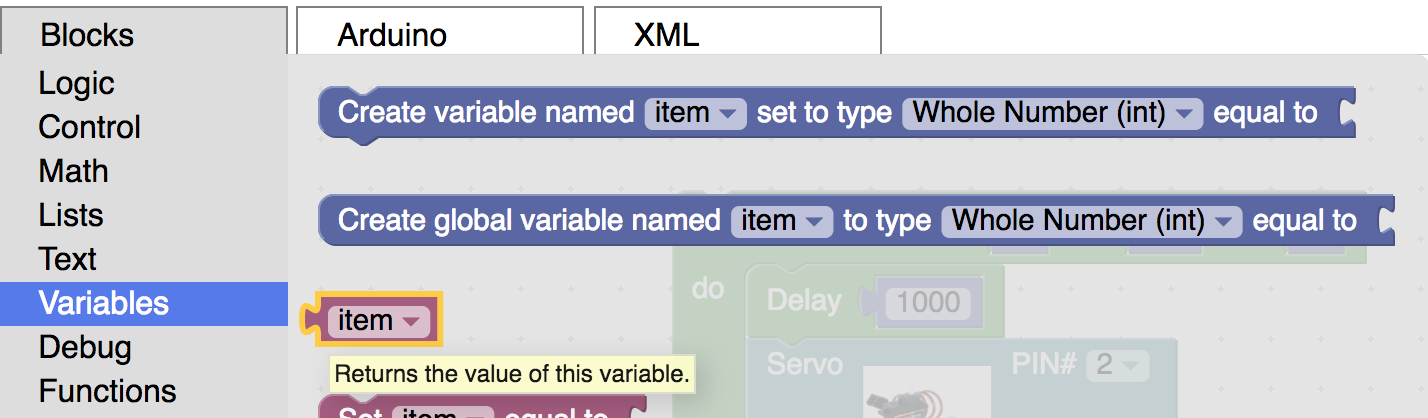 Blocks
Arduino
XML
Logic
Control
Math
Lists
Text
Variables
Debug
Functions
Create variable named item set to type Whole Number (int) equal to
Create global variable named item to type Whole Number (int) equal to
do Delay 1000
item
Returns the value of this variable.
Servo PIN# 2
Set item equal to